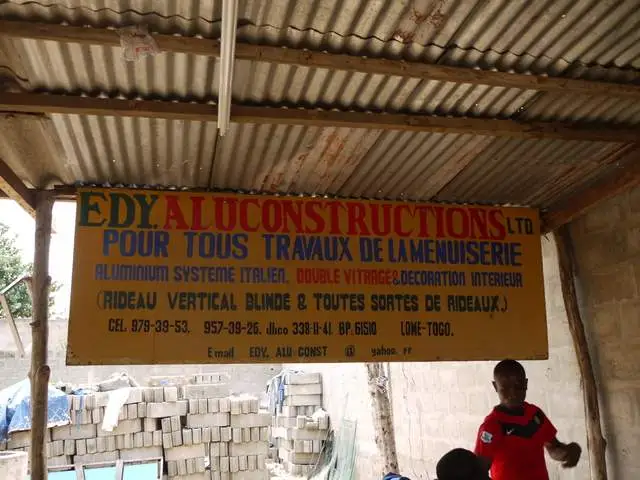 EDY. ALUCONSTRUCTIONS LTD
POUR TOUS TRAVAUX DE LA MENUISERIE
ALUMINIUM SYSTEME ITALIEN. DOUBLE VITRAGE & DECORATION INTERIEUR
(RIDEAU VERTICAL BLINDE & TOUTES SORTES DE RIDEAUX.)
CEL. 979-39-53. 957-39-26. Jlbco 338-11-41. BP. 61510 LOME-TOGO.
Email EDY, ALU-CONST @ yahoo. FF